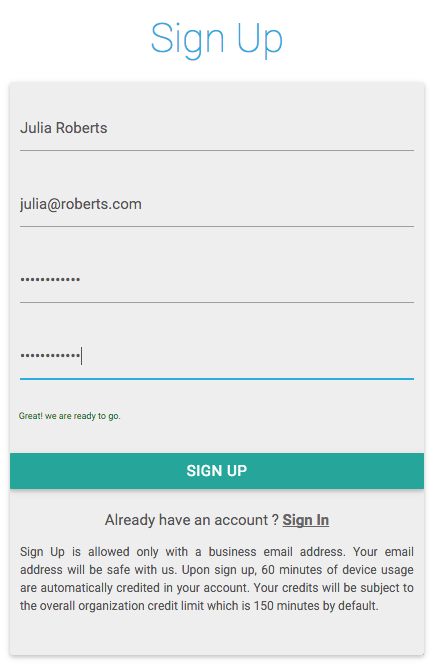 Sign Up
Julia Roberts
julia@roberts.com
••••••••••••
••••••••••••
Great! we are ready to go.
SIGN UP
Already have an account ? Sign In
Sign Up is allowed only with a business email address. Your email
address will be safe with us. Upon sign up, 60 minutes of device usage
are automatically credited in your account. Your credits will be subject to
the overall organization credit limit which is 150 minutes by default.